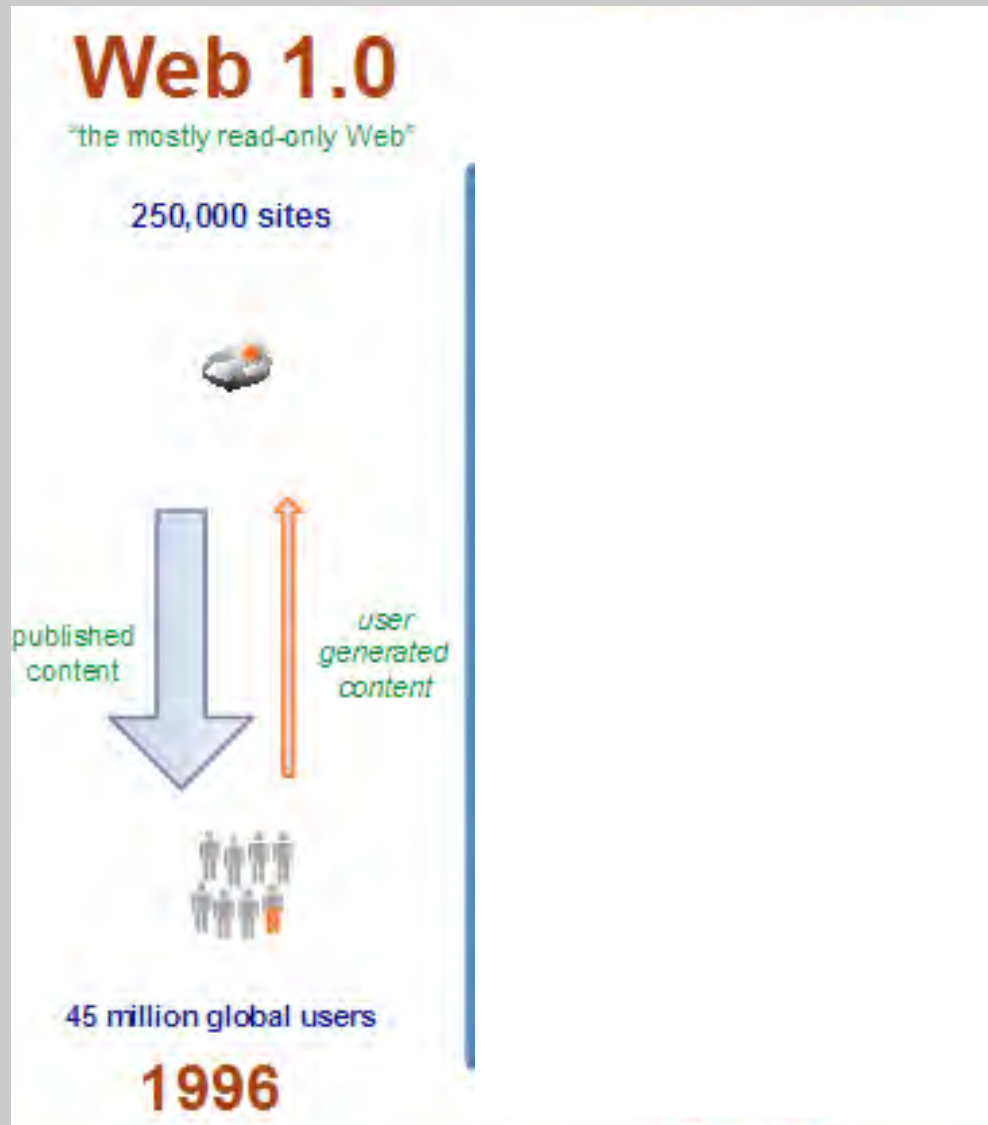 Web 1.0
"the mostly read-only Web"
250,000 sites
published
content
user
generated
content
45 million global users
1996